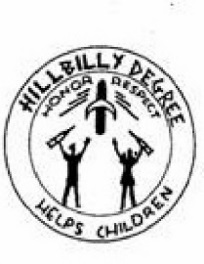 HILLBILLY DEGREE
HONOR RESPECT
HELPS CHILDREN